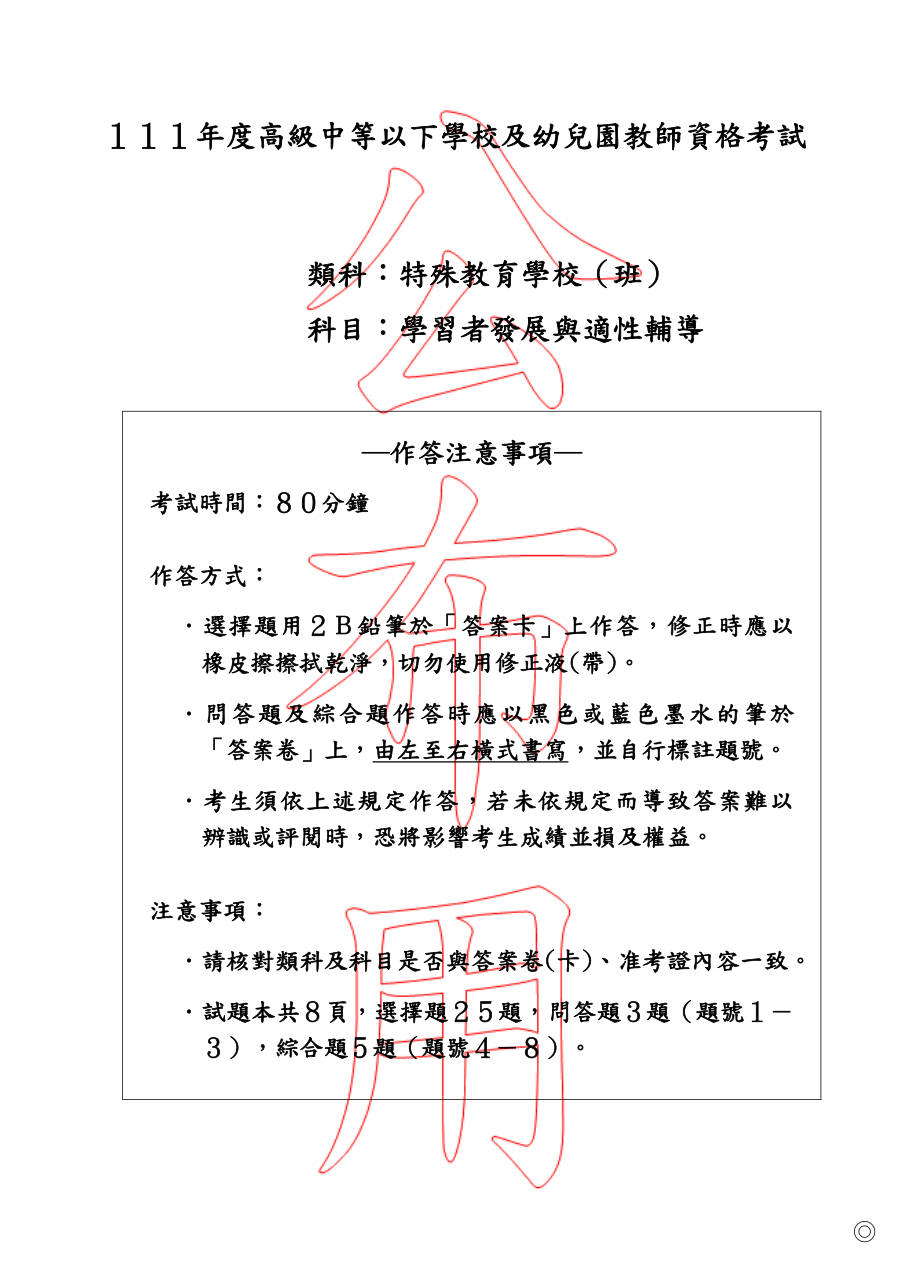 １１１年度高級中等以下學校及幼兒園教師資格考試
類科：特殊教育學校（班）
科目：學習者發展與適性輔導
—作答注意事項—
考試時間：８０分鐘
作答方式：
．選擇題用２Ｂ鉛筆於「答案卡」上作答，修正時應以
橡皮擦擦拭乾淨，切勿使用修正液(帶)。
．問答題及綜合題作答時應以黑色或藍色墨水的筆於
「答案卷」上，由左至右橫式書寫，並自行標註題號。
．考生須依上述規定作答，若未依規定而導致答案難以
辨識或評閱時，恐將影響考生成績並損及權益。
注意事項：
．請核對類科及科目是否與答案卷(卡)、准考證內容一致。
．試題本共８頁，選擇題２５題，問答題３題（題號１－
３），綜合題５題（題號４－８）。
公布用
◎